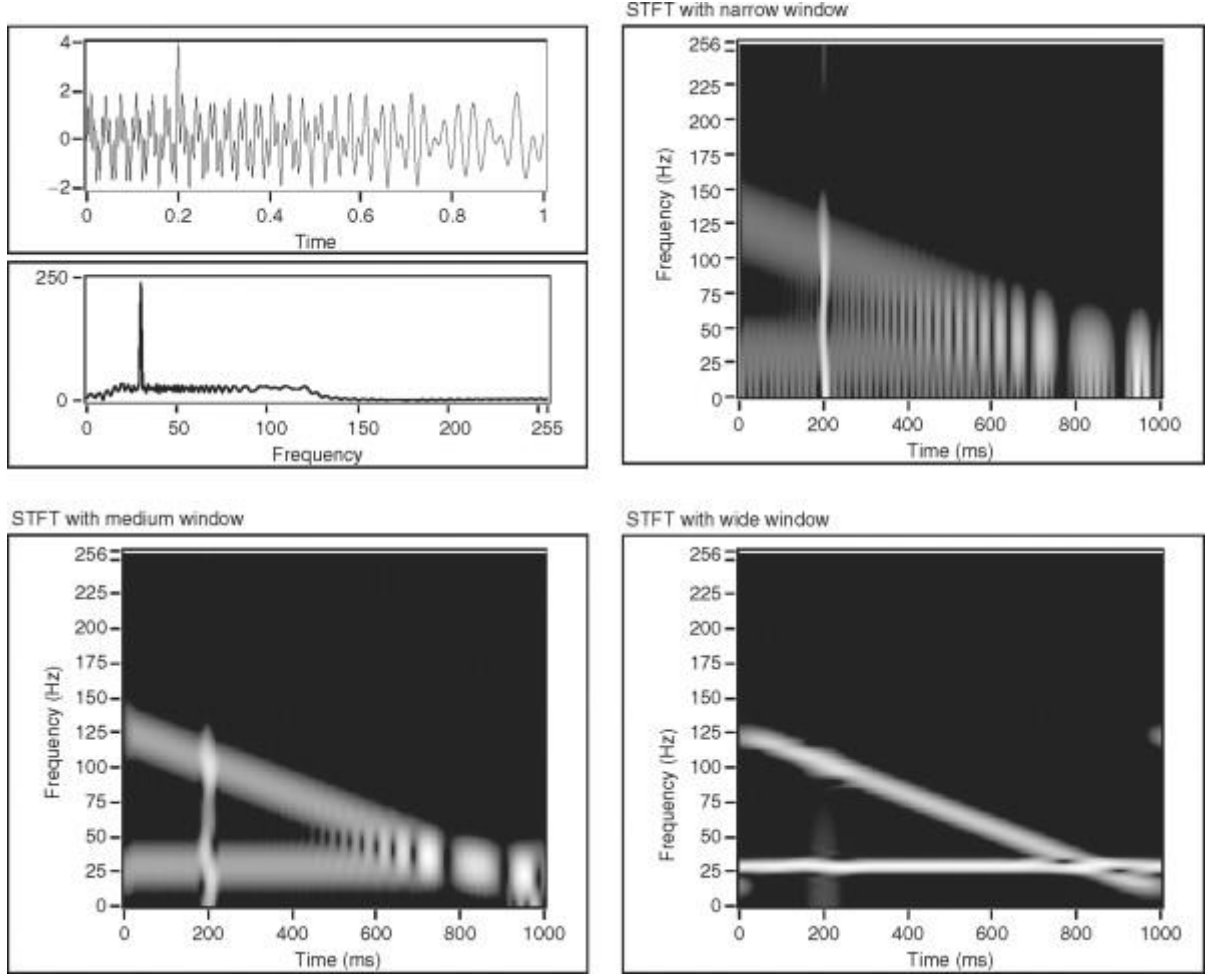 4
2
0
−2
0 0.2 0.4 0.6 0.8 1
Time
250
0
0 50 100 150 200 255
Frequency
STFT with narrow window
256
225
200
175
150
125
100
75
50
25
0
Frequency (Hz)
0 200 400 600 800 1000
Time (ms)
STFT with medium window
256
225
200
175
150
125
100
75
50
25
0
Frequency (Hz)
0 200 400 600 800 1000
Time (ms)
STFT with wide window
256
225
200
175
150
125
100
75
50
25
0
Frequency (Hz)
0 200 400 600 800 1000
Time (ms)